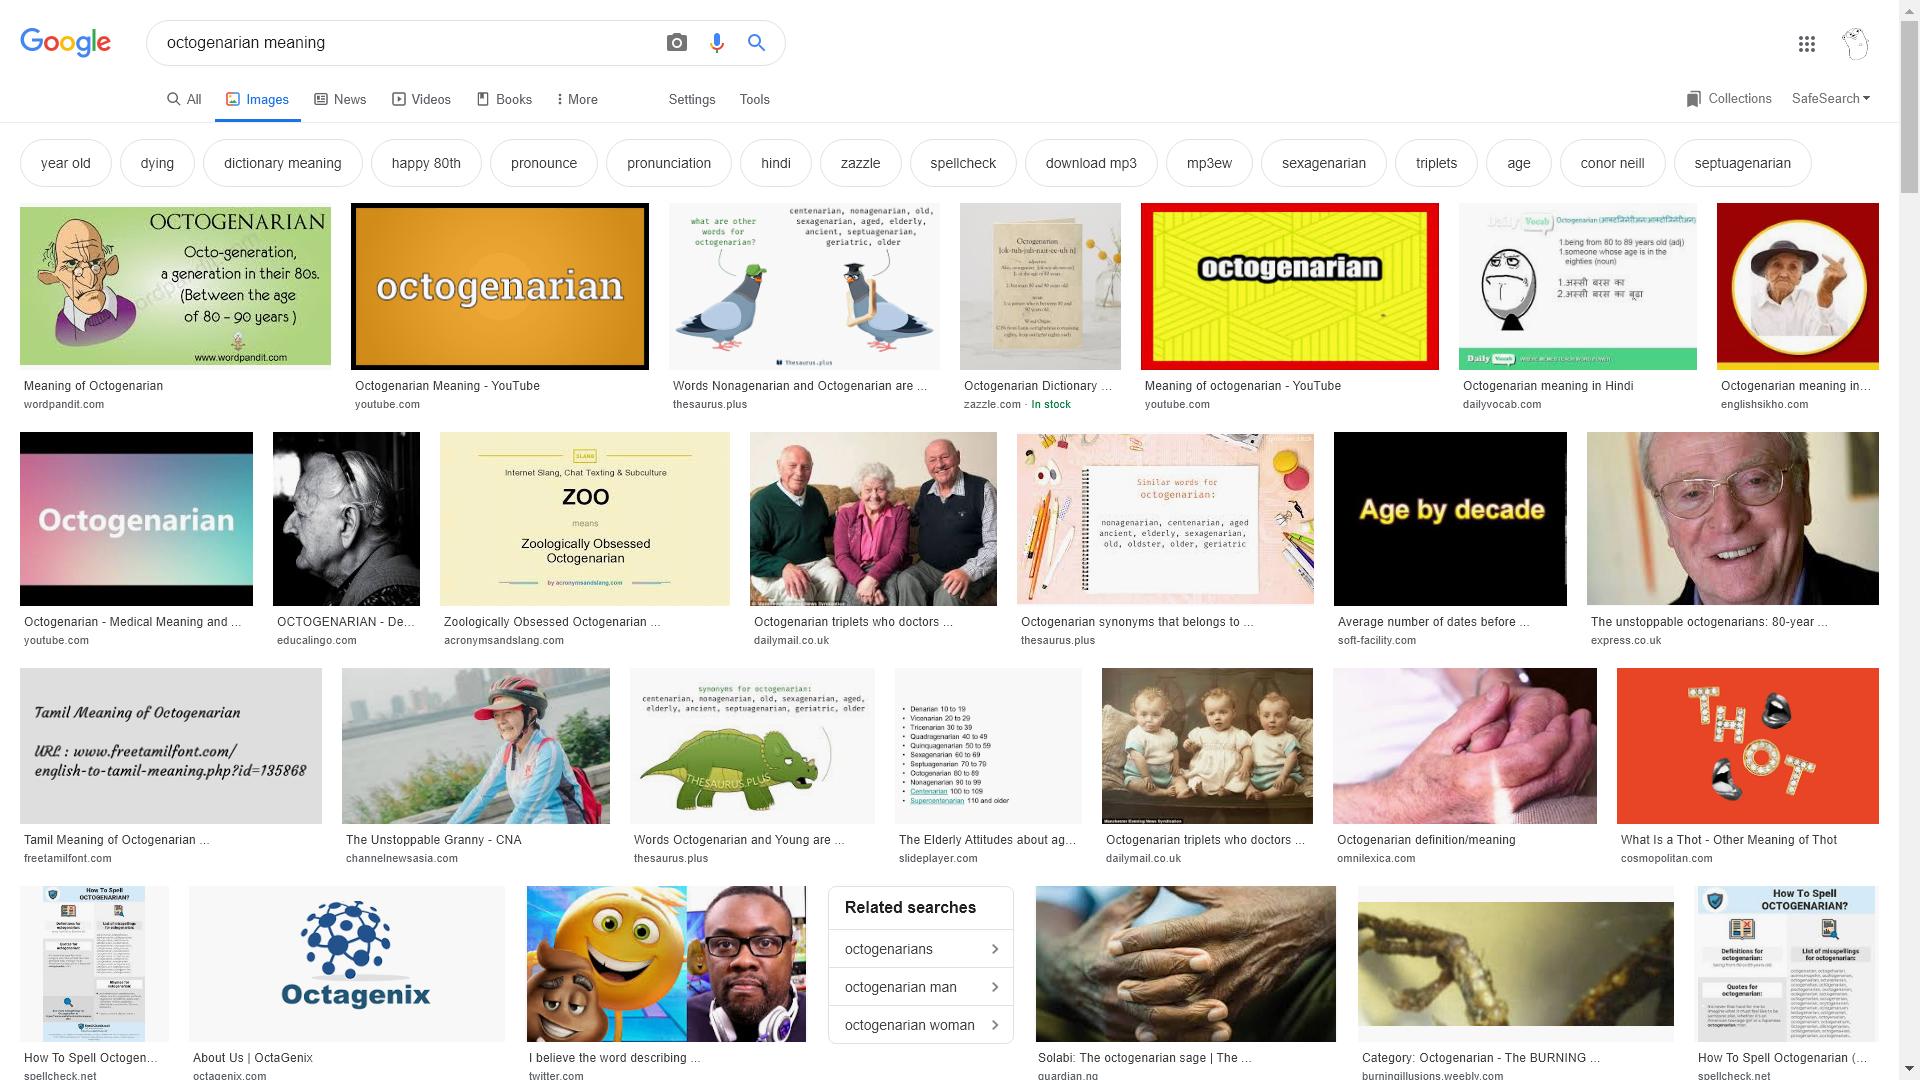 Google
octogenarian meaning
All
Images
News
Videos
Books
More
Settings
Tools
Collections
SafeSearch
year old
dying
dictionary meaning
happy 80th
pronounce
pronunciation
hindi
zazzle
spellcheck
download mp3
mp3ew
sexagenarian
triplets
age
conor neill
septuagenarian
OCTOGENARIAN
Octo-generation,
a generation in their 80s.
(Between the age
of 80 - 90 years )
www.wordpandit.com
Meaning of Octogenarian
wordpandit.com
octogenarian
Octogenarian Meaning - YouTube
youtube.com
what are other
words for
octogenarian?
centenarian, nonagenarian, old,
sexagenarian, aged, elderly,
ancient, septuagenarian,
geriatric, older
Thesaurus.plus
Words Nonagenarian and Octogenarian are ...
thesaurus.plus
Octogenarian
Octogenarian Dictionary ...
zazzle.com · In stock
octogenarian
Meaning of octogenarian - YouTube
youtube.com
Daily Vocab
1.being from 80 to 89 years old (adj)
1.someone whose age is in the
eighties (noun)
1.अस्सी बरस का
2.अस्सी बरस का बूढा
Daily Vocab
Octogenarian meaning in Hindi
dailyvocab.com
Octogenarian meaning in...
englishsikho.com
Octogenarian
Octogenarian - Medical Meaning and ...
youtube.com
OCTOGENARIAN - De...
educalingo.com
SLANG
Internet Slang, Chat Texting & Subculture
ZOO
means
Zoologically Obsessed
Octogenarian
by acronymsandslang.com
Zoologically Obsessed Octogenarian ...
acronymsandslang.com
Octogenarian triplets who doctors ...
dailymail.co.uk
Similar words for
octogenarian:
nonagenarian, centenarian, aged
ancient, elderly, sexagenarian,
old, oldster, older, geriatric
Octogenarian synonyms that belongs to ...
thesaurus.plus
Age by decade
Average number of dates before ...
soft-facility.com
The unstoppable octogenarians: 80-year ...
express.co.uk
Tamil Meaning of Octogenarian
URL : www.freetamilfont.com/
english-to-tamil-meaning.php?id=135868
Tamil Meaning of Octogenarian ...
freetamilfont.com
The Unstoppable Granny - CNA
channelnewsasia.com
synonyms for octogenarian:
centenarian, nonagenarian, old, sexagenarian, aged,
elderly, ancient, septuagenarian, geriatric, older
THESAURUS.PLUS
Words Octogenarian and Young are ...
thesaurus.plus
Denarian 10 to 19
Vicenarian 20 to 29
Tricenarian 30 to 39
Quadragenarian 40 to 49
Quinquagenarian 50 to 59
Sexagenarian 60 to 69
Septuagenarian 70 to 79
Octogenarian 80 to 89
Nonagenarian 90 to 99
Centenarian 100 to 109
Supercentenarian 110 and older
The Elderly Attitudes about ag...
slideplayer.com
Octogenarian triplets who doctors ...
dailymail.co.uk
Octogenarian definition/meaning
omnilexica.com
THOT
What Is a Thot - Other Meaning of Thot
cosmopolitan.com
How To Spell
OCTOGENARIAN?
How To Spell Octogen...
spellcheck.net
Octagenix
About Us | OctaGenix
octagenix.com
I believe the word describing ...
twitter.com
Related searches
octogenarians
octogenarian man
octogenarian woman
Solabi: The octogenarian sage | The ...
guardian.ng
Category: Octogenarian - The BURNING ...
burningillusions.weebly.com
How To Spell
OCTOGENARIAN?
Definitions for
octogenarian:
List of misspellings
for octogenarian:
Quotes for
octogenarian:
How To Spell Octogenarian (...
spellcheck.net